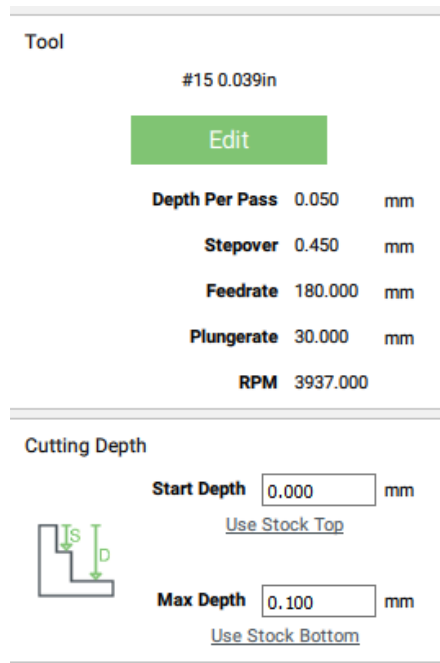 Tool
#15 0.039in
Edit
Depth Per Pass 0.050 mm
Stepover 0.450 mm
Feedrate 180.000 mm
Plungerate 30.000 mm
RPM 3937.000
Cutting Depth
Start Depth 0.000 mm
Use Stock Top
S
D
Max Depth 0.100 mm
Use Stock Bottom